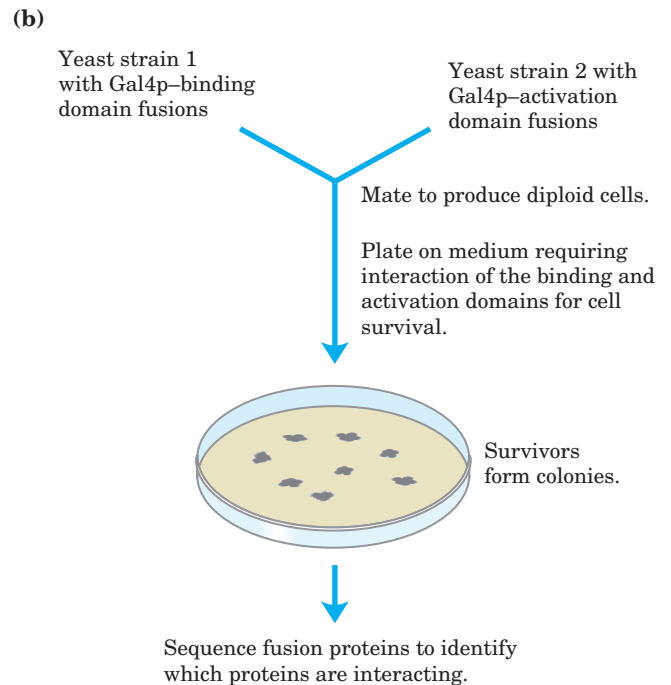 (b)
Yeast strain 1
with Gal4p–binding
domain fusions
Yeast strain 2 with
Gal4p–activation
domain fusions
Mate to produce diploid cells.
Plate on medium requiring
interaction of the binding and
activation domains for cell
survival.
Survivors
form colonies.
Sequence fusion proteins to identify
which proteins are interacting.